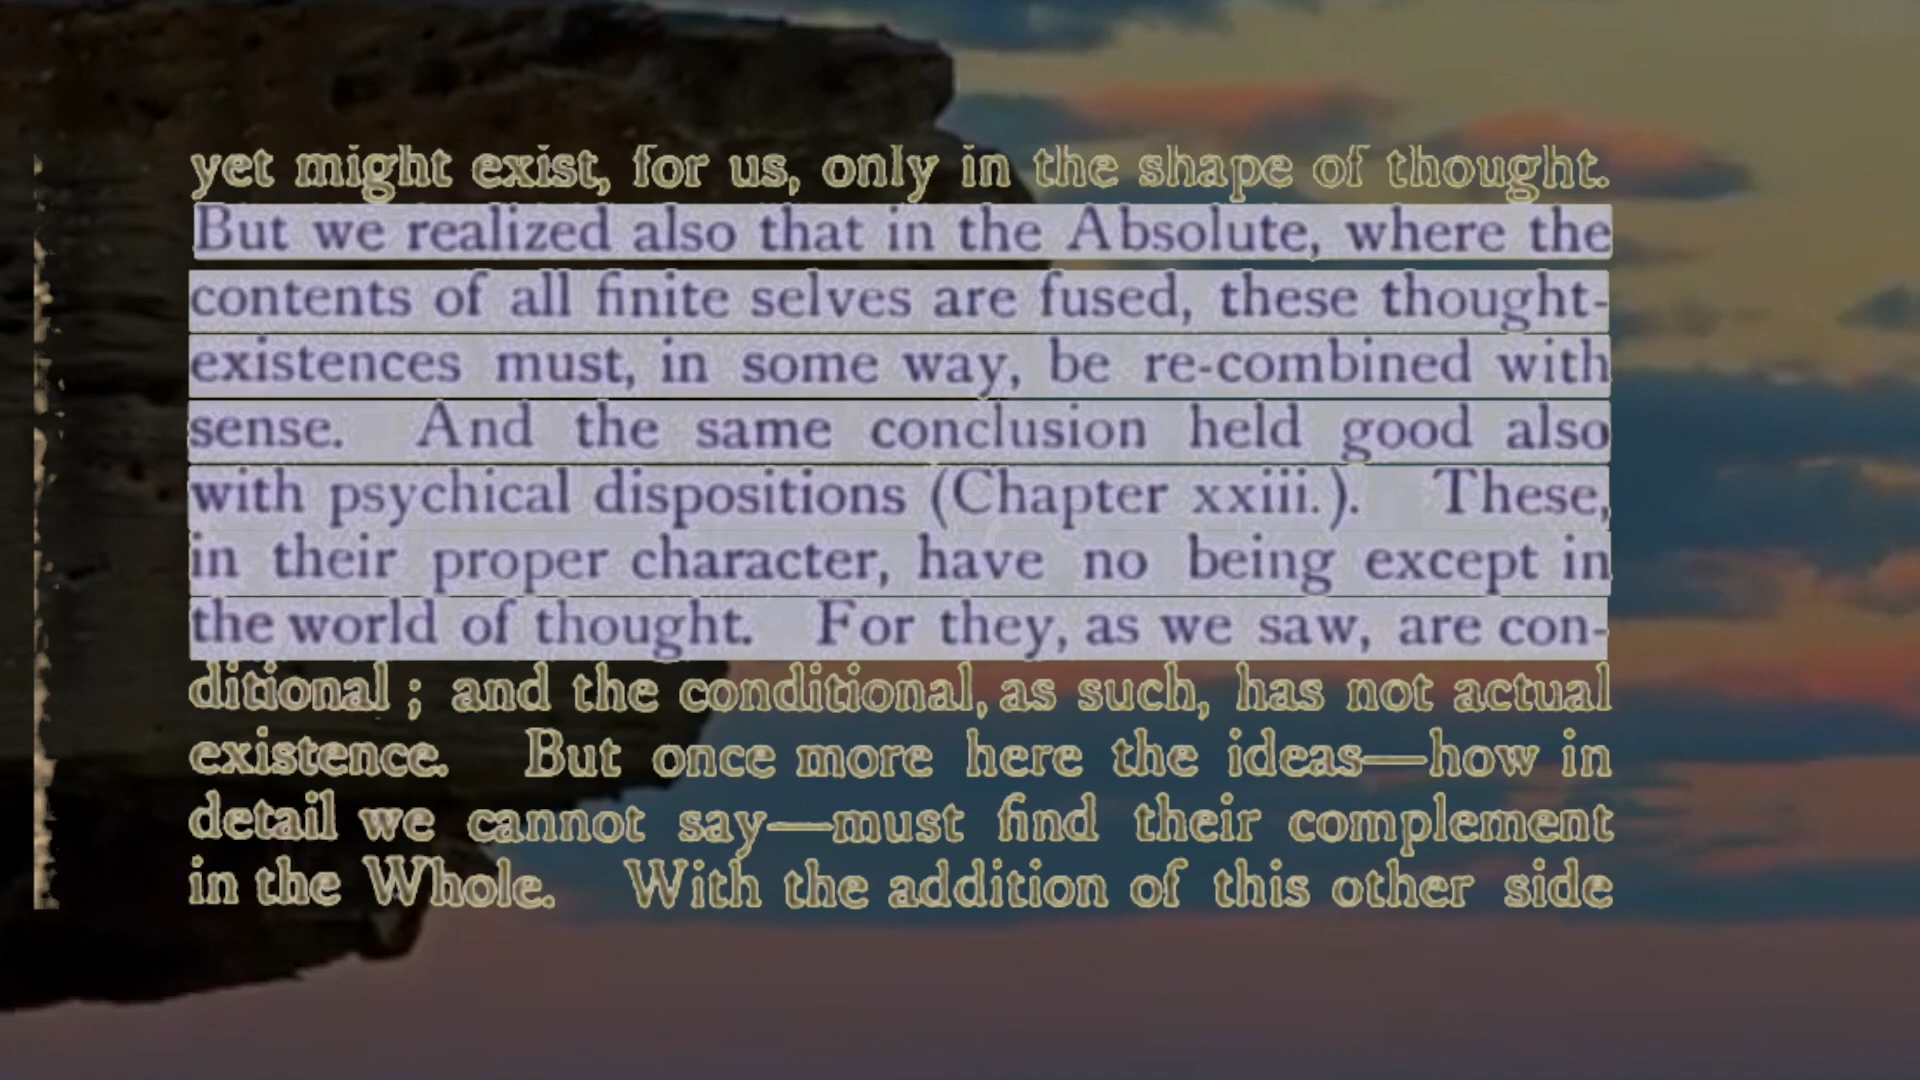 yet might exist, for us, only in the shape of thought.
But we realized also that in the Absolute, where the
contents of all finite selves are fused, these thought-
existences must, in some way, be re-combined with
sense. And the same conclusion held good also
with psychical dispositions (Chapter xxiii.). These,
in their proper character, have no being except in
the world of thought. For they, as we saw, are con-
ditional ; and the conditional, as such, has not actual
existence. But once more here the ideas—how in
detail we cannot say—must find their complement
in the Whole. With the addition of this other side